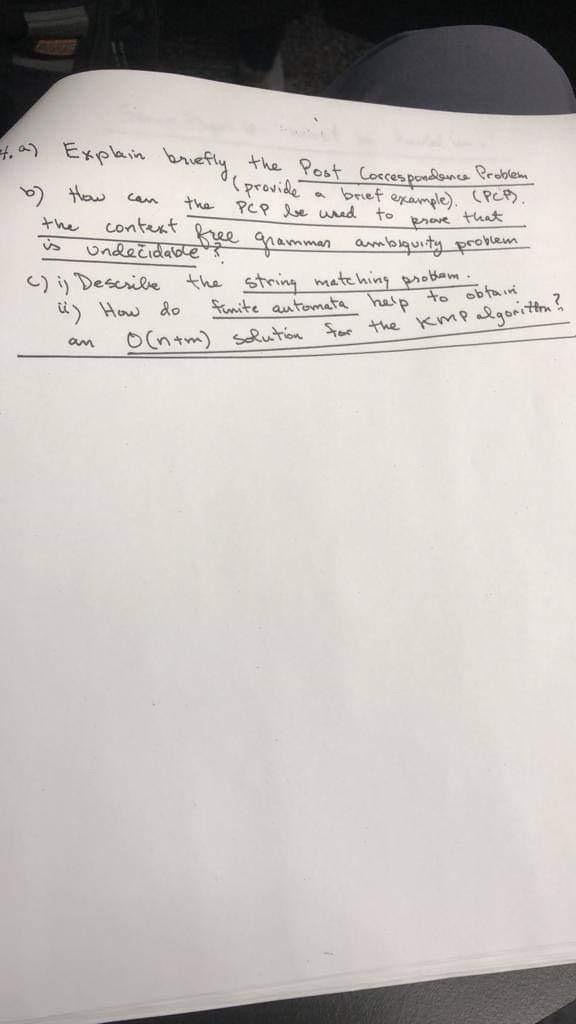 4. a) Explain briefly the Post Correspondence Problem
(provide a brief example). (PCP).
b) How can the PCP be used to prove that
the context free grammar ambiguity problem
is undecidable?
c) i) Describe the string matching problem.
ii) How do finite automata help to obtain
an O(n+m) solution for the KMP algorithm?